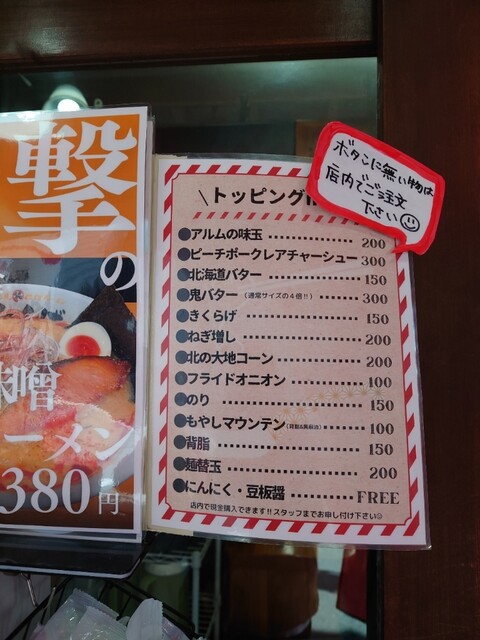 撃
の
味噌
ーメン
380円
ボタンに無い物は
店内でご注文
下さい
\トッピング
●アルムの味玉 200
●ピーチポークレアチャーシュー 300
●北海道バター 150
●鬼バター (通常サイズの4倍!!) 300
●きくらげ 150
●ねぎ増し 200
●北の大地コーン 200
●フライドオニオン 100
●のり 150
●もやしマウンテン 100
●背脂 150
●麺替玉 200
●にんにく・豆板醤 FREE
店内で現金購入できます!!スタッフまでお申し付け下さい